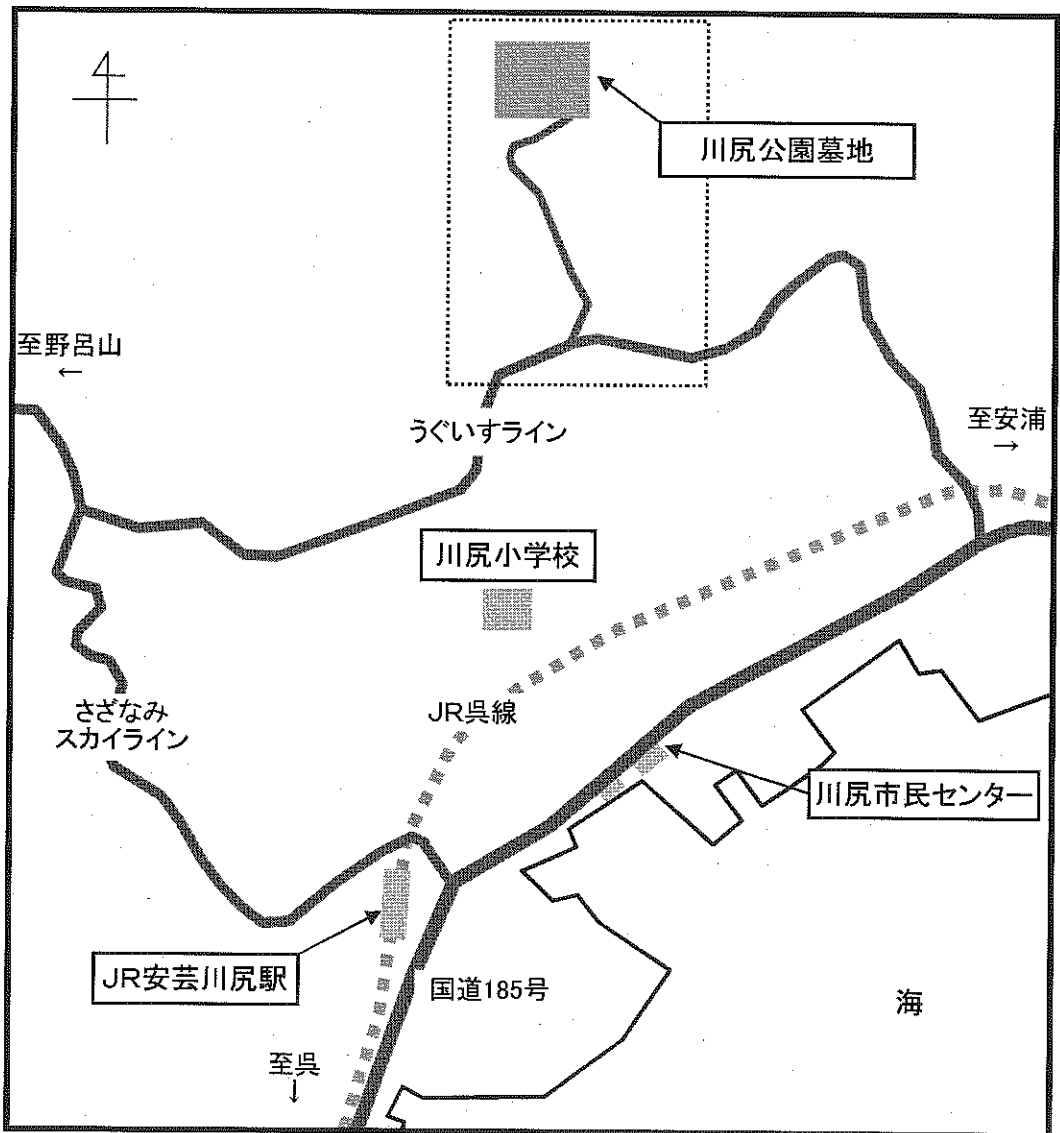 川尻公園墓地
至野呂山
←
うぐいすライン
至安浦
→
川尻小学校
さざなみ
スカイライン
JR呉線
川尻市民センター
JR安芸川尻駅
国道185号
海
至呉
↓